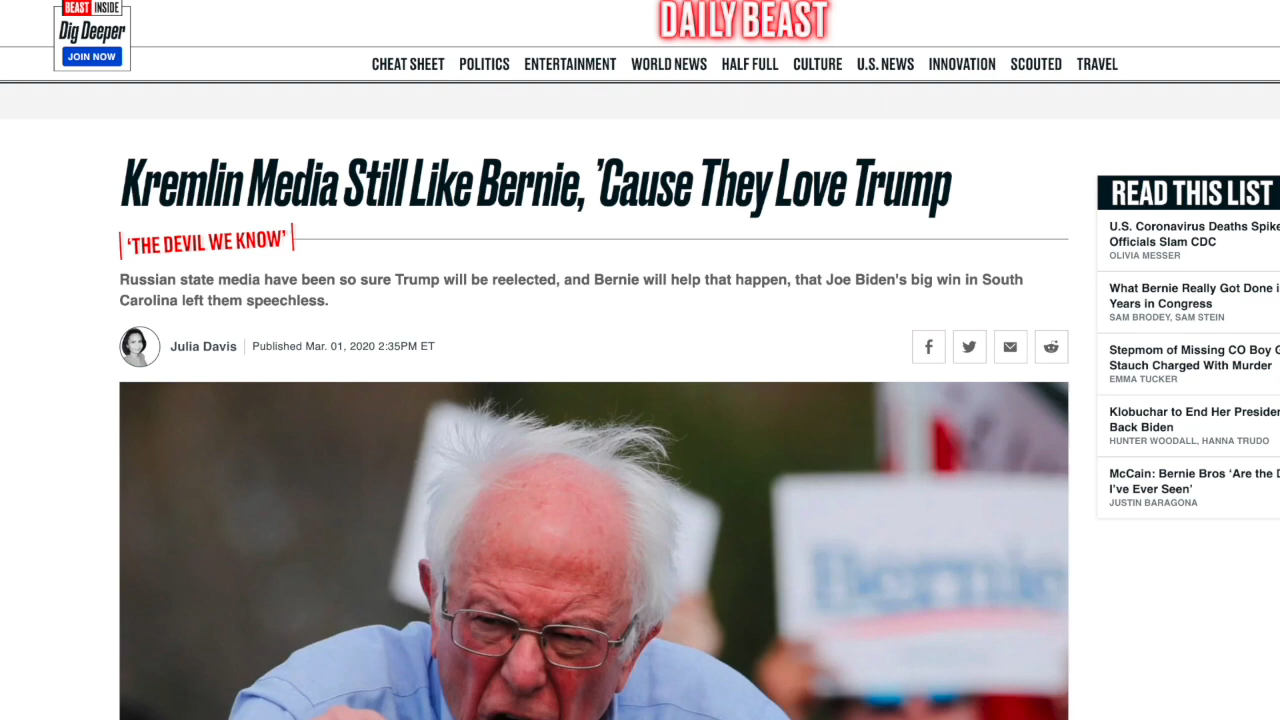 BEAST INSIDE
Dig Deeper
JOIN NOW
DAILY BEAST
CHEAT SHEET POLITICS ENTERTAINMENT WORLD NEWS HALF FULL CULTURE U.S. NEWS INNOVATION SCOUTED TRAVEL
Kremlin Media Still Like Bernie, ’Cause They Love Trump
‘THE DEVIL WE KNOW’
Russian state media have been so sure Trump will be reelected, and Bernie will help that happen, that Joe Biden's big win in South
Carolina left them speechless.
Julia Davis Published Mar. 01, 2020 2:35PM ET
Bernie
READ THIS LIST
U.S. Coronavirus Deaths Spike
Officials Slam CDC
OLIVIA MESSER
What Bernie Really Got Done i
Years in Congress
SAM BRODEY, SAM STEIN
Stepmom of Missing CO Boy G
Stauch Charged With Murder
EMMA TUCKER
Klobuchar to End Her Presiden
Back Biden
HUNTER WOODALL, HANNA TRUDO
McCain: Bernie Bros ‘Are the D
I’ve Ever Seen’
JUSTIN BARAGONA